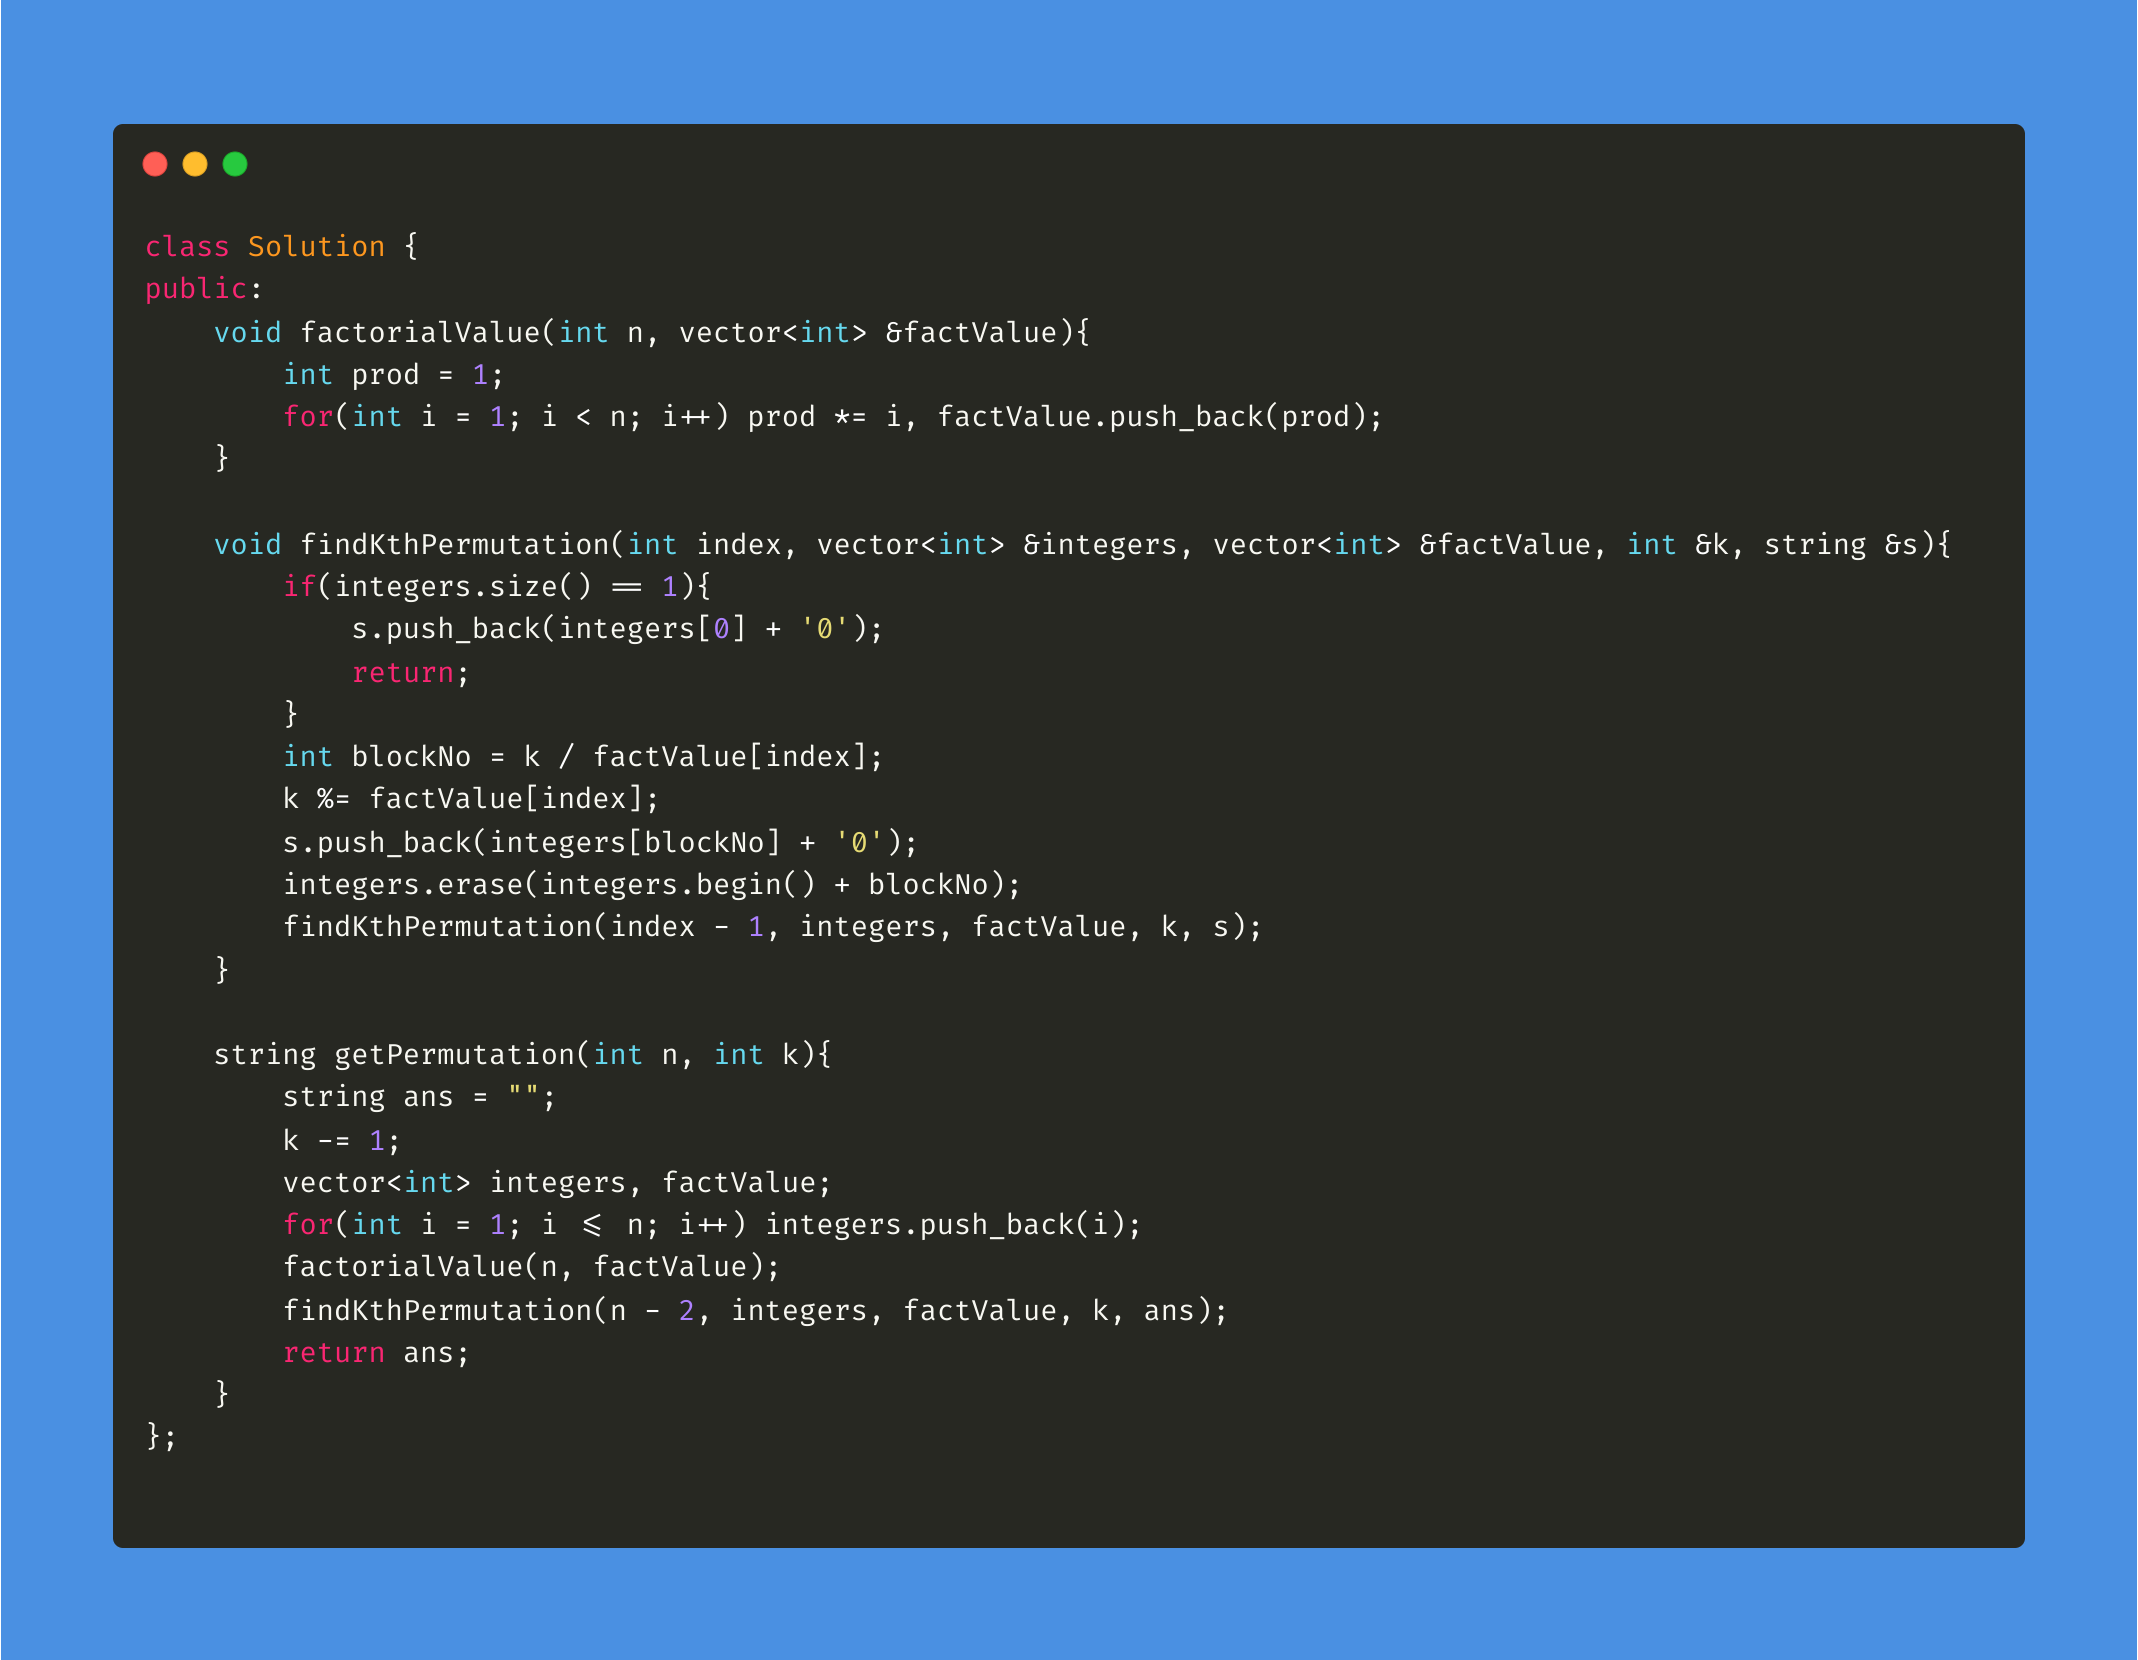 class Solution {
public:
    void factorialValue(int n, vector<int> &factValue){
        int prod = 1;
        for(int i = 1; i < n; i++) prod *= i, factValue.push_back(prod);
    }

    void findKthPermutation(int index, vector<int> &integers, vector<int> &factValue, int &k, string &s){
        if(integers.size() == 1){
            s.push_back(integers[0] + '0');
            return;
        }
        int blockNo = k / factValue[index];
        k %= factValue[index];
        s.push_back(integers[blockNo] + '0');
        integers.erase(integers.begin() + blockNo);
        findKthPermutation(index - 1, integers, factValue, k, s);
    }

    string getPermutation(int n, int k){
        string ans = "";
        k -= 1;
        vector<int> integers, factValue;
        for(int i = 1; i <= n; i++) integers.push_back(i);
        factorialValue(n, factValue);
        findKthPermutation(n - 2, integers, factValue, k, ans);
        return ans;
    }
};